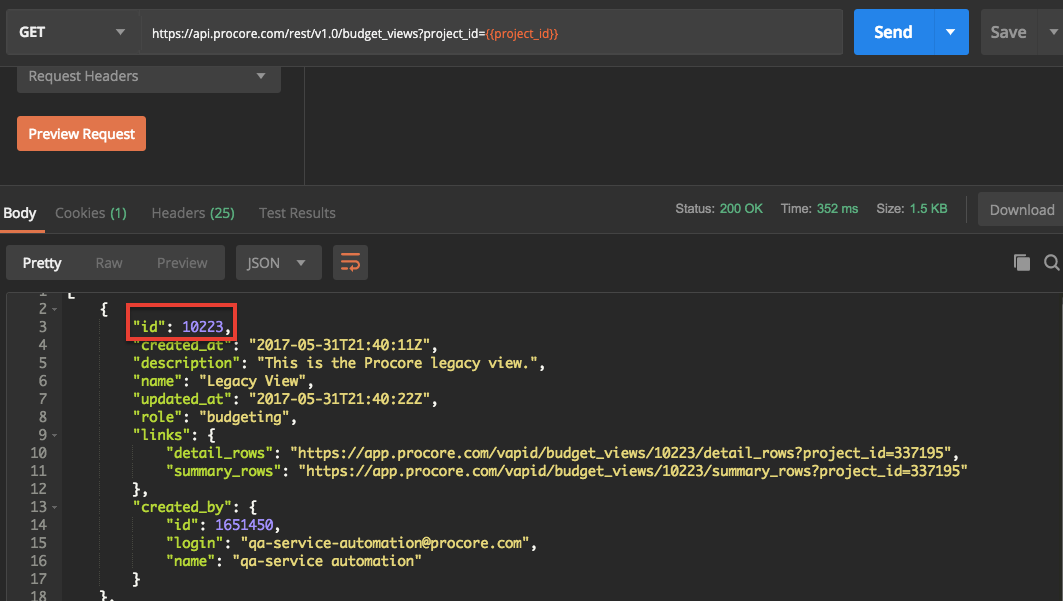 GET https://api.procore.com/rest/v1.0/budget_views?project_id={{project_id}} Send Save
Request Headers
Preview Request
Body Cookies (1) Headers (25) Test Results Status: 200 OK Time: 352 ms Size: 1.5 KB Download
Pretty Raw Preview JSON
1 [
2 {
3 "id": 10223,
4 "created_at": "2017-05-31T21:40:11Z",
5 "description": "This is the Procore legacy view.",
6 "name": "Legacy View",
7 "updated_at": "2017-05-31T21:40:22Z",
8 "role": "budgeting",
9 "links": {
10 "detail_rows": "https://app.procore.com/vapid/budget_views/10223/detail_rows?project_id=337195",
11 "summary_rows": "https://app.procore.com/vapid/budget_views/10223/summary_rows?project_id=337195"
12 },
13 "created_by": {
14 "id": 1651450,
15 "login": "qa-service-automation@procore.com",
16 "name": "qa-service automation"
17 }
18 },